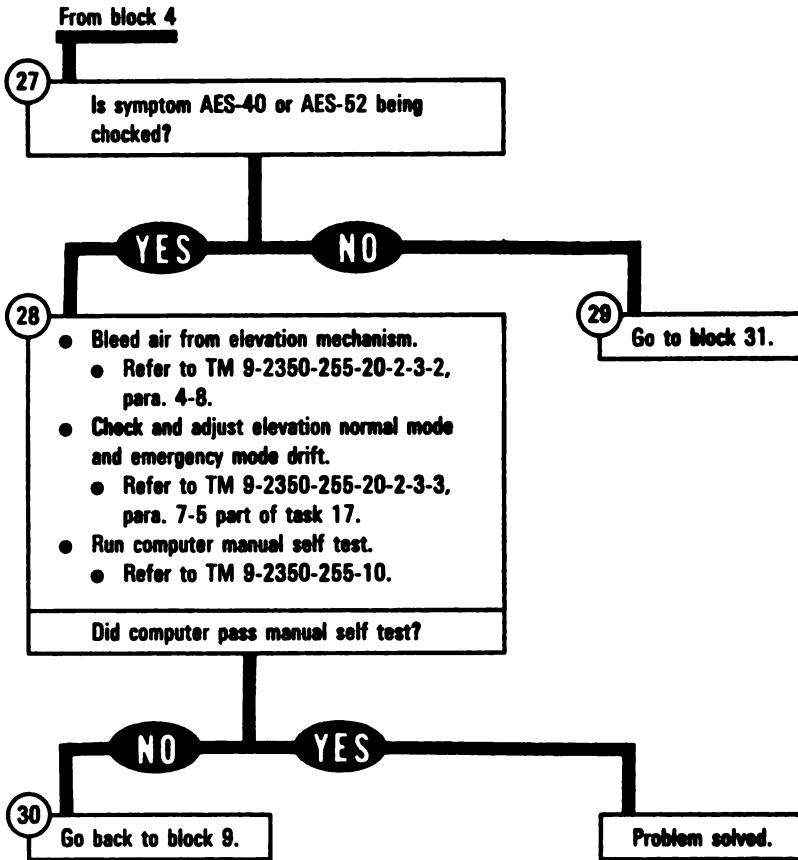 From block 4
27
Is symptom AES-40 or AES-52 being
chocked?
YES
NO
28
● Bleed air from elevation mechanism.
● Refer to TM 9-2350-255-20-2-3-2,
para. 4-8.
● Check and adjust elevation normal mode
and emergency mode drift.
● Refer to TM 9-2350-255-20-2-3-3,
para. 7-5 part of task 17.
● Run computer manual self test.
● Refer to TM 9-2350-255-10.
Did computer pass manual self test?
29
Go to block 31.
NO
YES
30
Go back to block 9.
Problem solved.